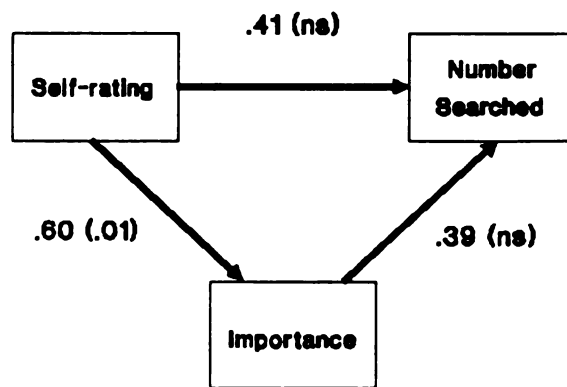 .41 (ns)
Self-rating
Number
Searched
.60 (.01)
.39 (ns)
Importance